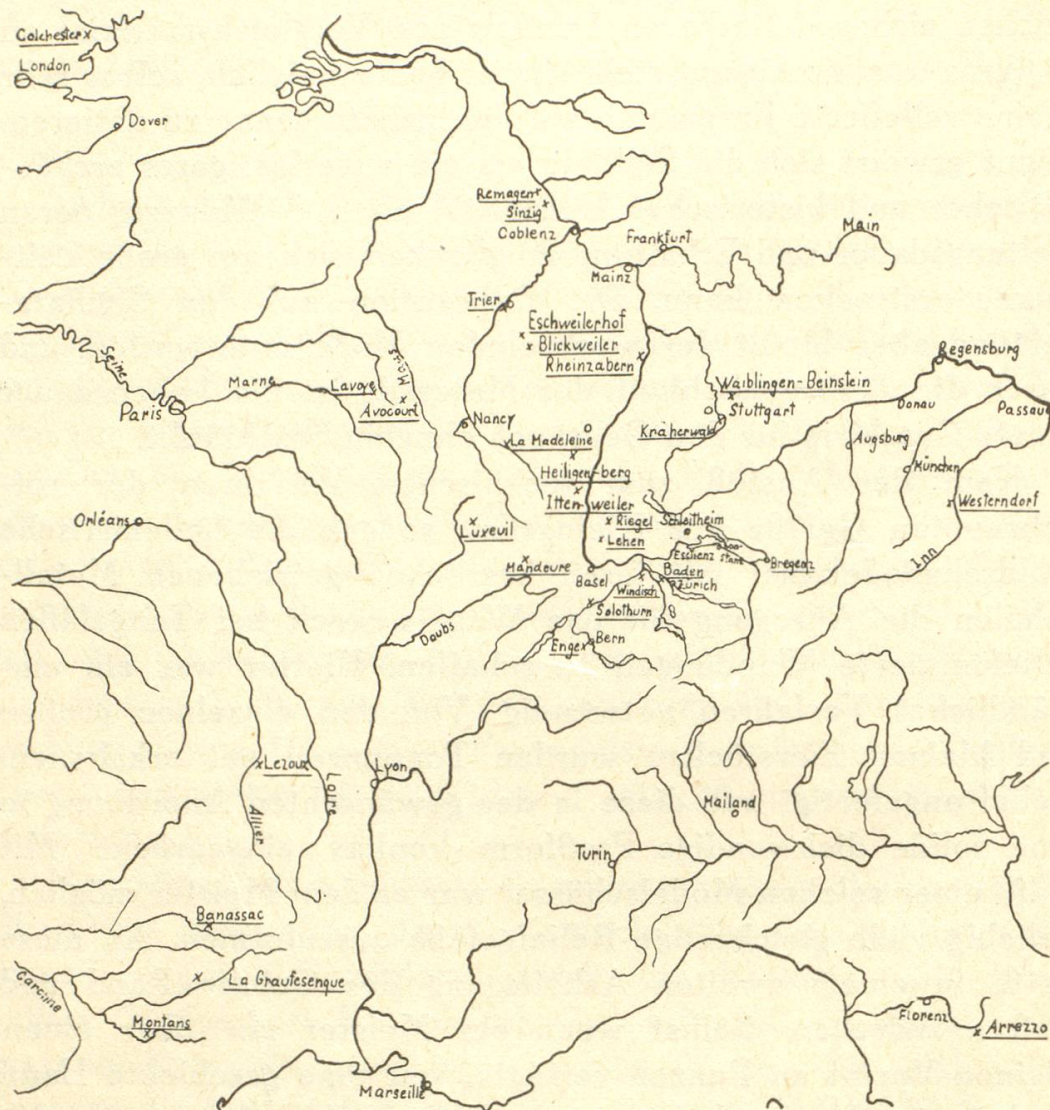 Colchester
London
Dover
Remagen
Sinzig
Coblenz
Frankfurt
Main
Mainz
Trier
Eschweilerhof
Blickweiler
Rheinzabern
Seine
Marne
Lavoye
Maas
Avocourt
Paris
Nancy
La Madeleine
Waiblingen-Beinstein
Stuttgart
Kräherwald
Regensburg
Donau
Passau
Augsburg
München
Westerndorf
Heiligenberg
Ittenweiler
Orléans
Luxeuil
Riegel
Lehen
Schleitheim
Eschenz
Mandeure
Basel
Baden
Zürich
Bregenz
Inn
Windisch
Solothurn
Doubs
Enge
Bern
Lezoux
Allier
Loire
Lyon
Mailand
Turin
Banassac
La Graufesenque
Garonne
Montans
Marseille
Florenz
Arrezzo